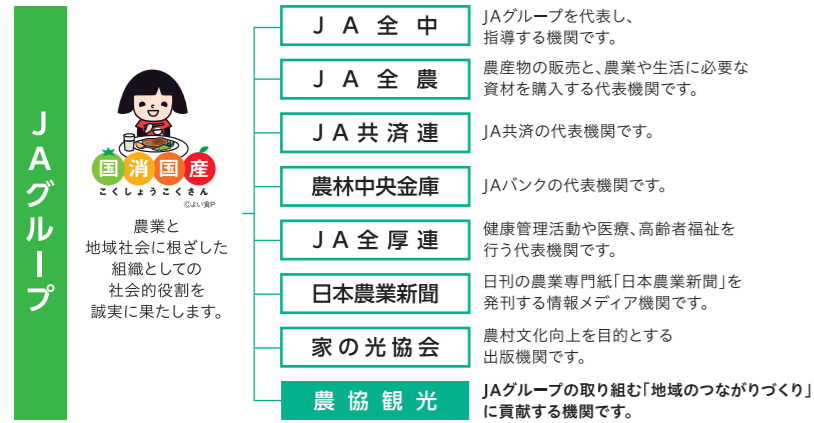 JAグループ
国消国産
こくしょうこくさん
©よい食P
農業と
地域社会に根ざした
組織としての
社会的役割を
誠実に果たします。
JA全中
JAグループを代表し、
指導する機関です。
JA全農
農産物の販売と、農業や生活に必要な
資材を購入する代表機関です。
JA共済連
JA共済の代表機関です。
農林中央金庫
JAバンクの代表機関です。
JA全厚連
健康管理活動や医療、高齢者福祉を
行う代表機関です。
日本農業新聞
日刊の農業専門紙「日本農業新聞」を
発刊する情報メディア機関です。
家の光協会
農村文化向上を目的とする
出版機関です。
農協観光
JAグループの取り組む「地域のつながりづくり」
に貢献する機関です。